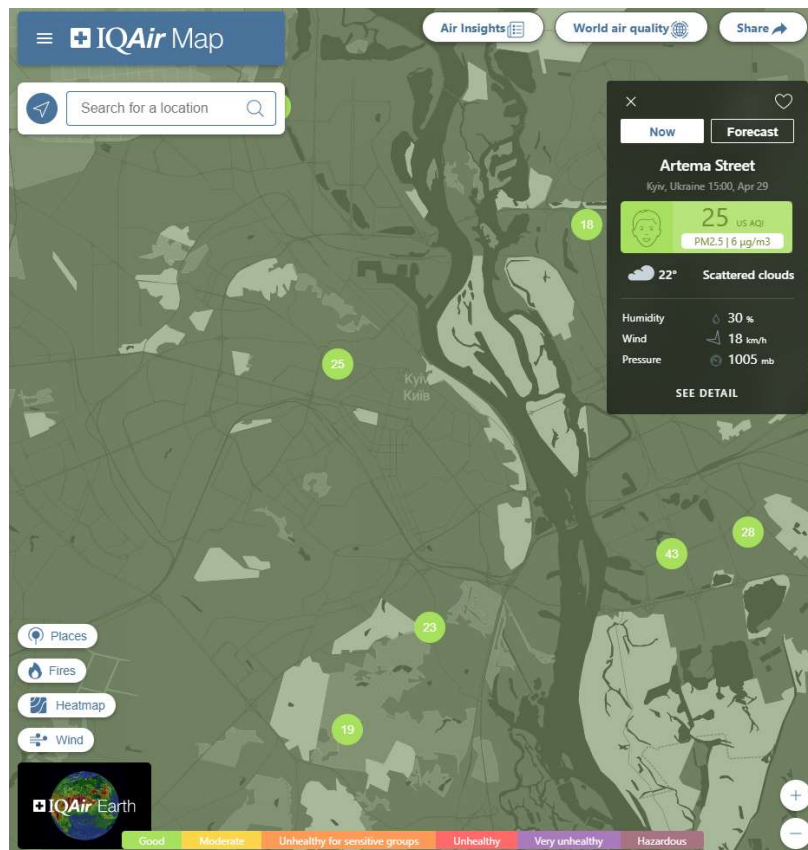 IQAir Map
Air Insights
World air quality
Share
Search for a location
Now
Forecast
Artema Street
Kyiv, Ukraine 15:00, Apr 29
25 US AQI
PM2.5 | 6 µg/m3
22° Scattered clouds
Humidity 30 %
Wind 18 km/h
Pressure 1005 mb
SEE DETAIL
18
25
Kyiv
Київ
28
43
23
19
Places
Fires
Heatmap
Wind
IQAir Earth
Good Moderate Unhealthy for sensitive groups Unhealthy Very unhealthy Hazardous